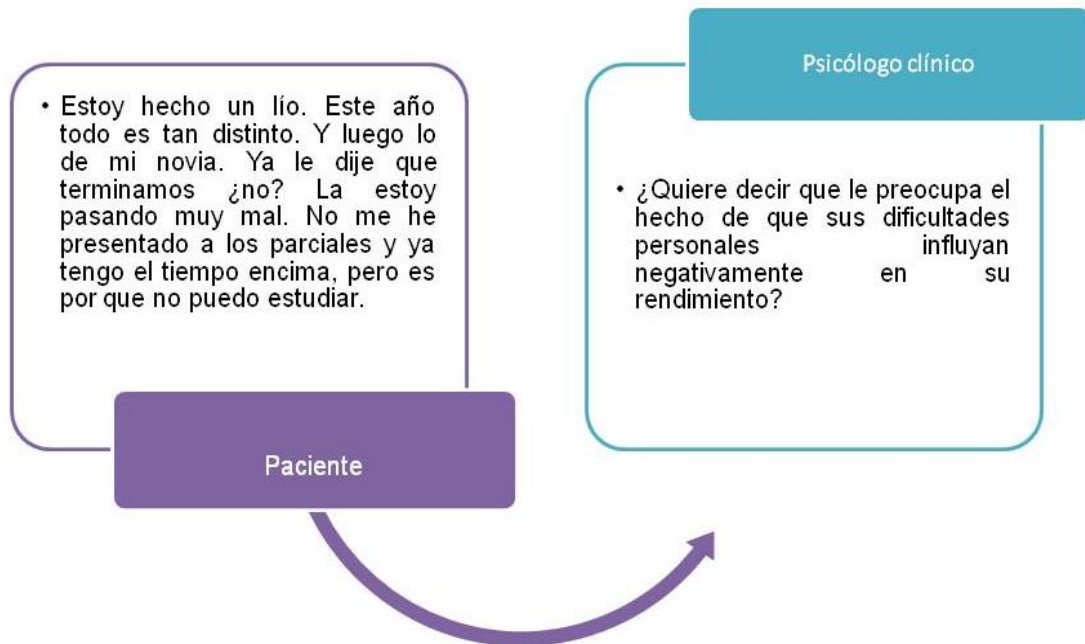 • Estoy hecho un lío. Este año
todo es tan distinto. Y luego lo
de mi novia. Ya le dije que
terminamos ¿no? La estoy
pasando muy mal. No me he
presentado a los parciales y ya
tengo el tiempo encima, pero es
por que no puedo estudiar.
Paciente
Psicólogo clínico
• ¿Quiere decir que le preocupa el
hecho de que sus dificultades
personales influyan
negativamente en su
rendimiento?